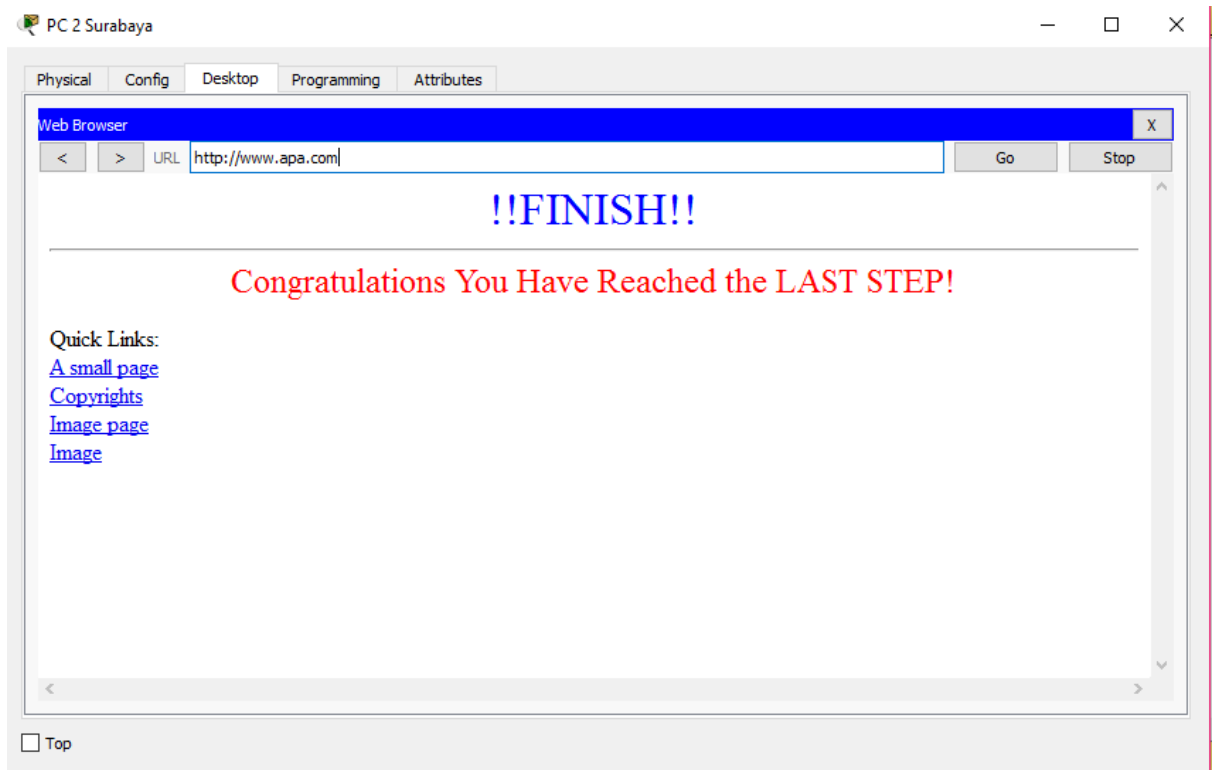 PC 2 Surabaya
Physical Config Desktop Programming Attributes
Web Browser X
< > URL http://www.apa.com Go Stop
!!FINISH!!
Congratulations You Have Reached the LAST STEP!
Quick Links:
A small page
Copyrights
Image page
Image
Top